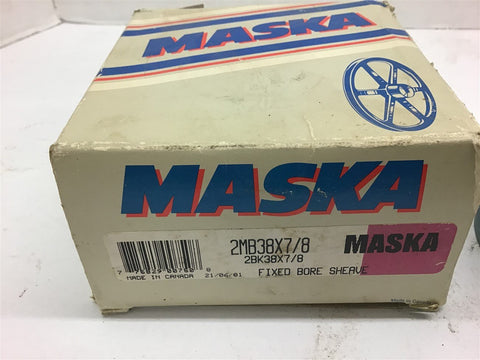 MASKA
MASKA
2MB38X7/8
2BK38X7/8
MASKA
MADE IN CANADA 21/06/01 FIXED BORE SHEAVE